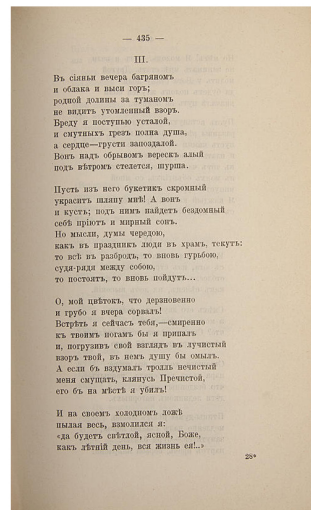 — 435 —
III.
Въ сіяньи вечера багряномъ
и облака и выси горъ;
родной долины за туманомъ
не видитъ утомленный взоръ.
Бреду я поступью усталой,
и смутныхъ грезъ полна душа,
а сердце—грусти запоздалой.
Вонъ надъ обрывомъ верескъ алый
подъ вѣтромъ стелется, шурша...
Пусть изъ него букетикъ скромный
украситъ шляпу мнѣ! А вонъ
и кустъ; подъ нимъ найдетъ бездомный
себѣ пріютъ и мирный сонъ.
Но мысли, думы чередою,
какъ въ праздникъ люди въ храмъ, текутъ:
то всѣ въ разбродъ, то вновь гурьбою,
судя-рядя между собою,
то постоятъ, то вновь пойдутъ...
О, мой цвѣтокъ, что дерзновенно
и грубо я вчера сорвалъ!
Встрѣть я сейчасъ тебя,—смиренно
къ твоимъ ногамъ бы я припалъ
и, погрузивъ свой взглядъ въ лучистый
взоръ твой, въ немъ душу бы омылъ.
А если бъ вздумалъ тролль нечистый
меня смущать, клянусь Пречистой,
его бъ на мѣстѣ я убилъ!
И на своемъ холодномъ ложѣ
пылая весь, взмолился я:
«да будетъ свѣтлой, ясной, Боже,
какъ лѣтній день, вся жизнь ея!..»
28*